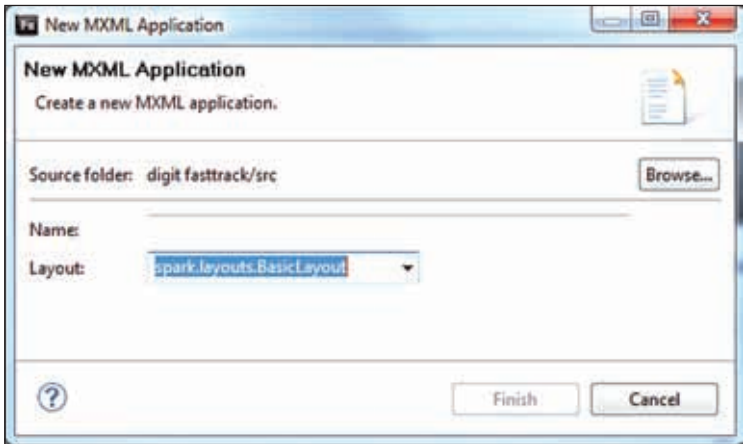 Fb New MXML Application
New MXML Application
Create a new MXML application.
Source folder: digit fasttrack/src
Browse...
Name:
Layout: spark.layouts.BasicLayout
?
Finish
Cancel